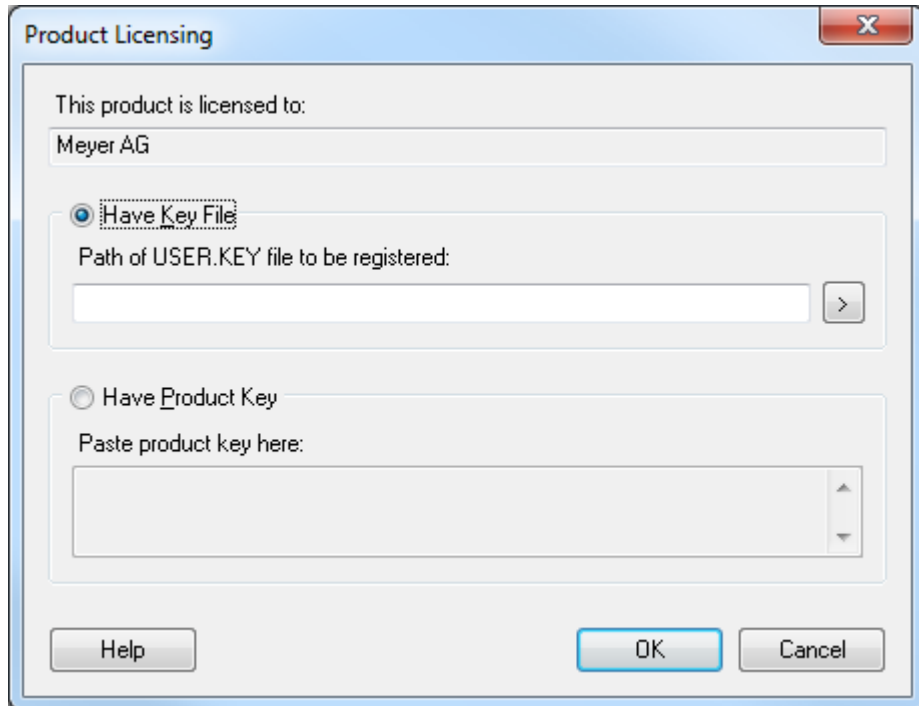 Product Licensing
This product is licensed to:
Meyer AG
Have Key File
Path of USER.KEY file to be registered:
>
Have Product Key
Paste product key here:
Help OK Cancel